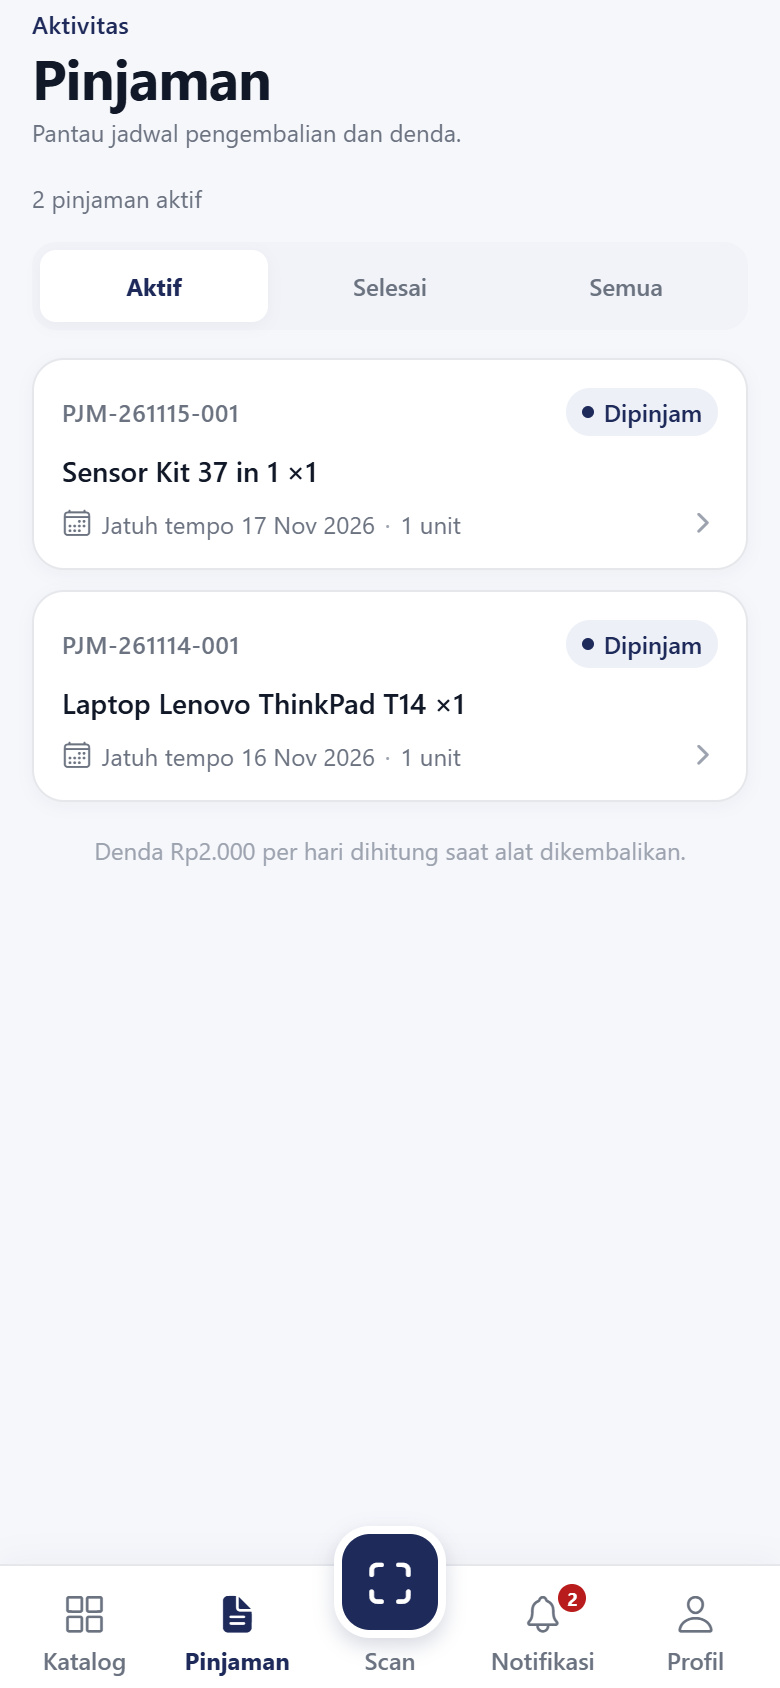 Aktivitas
Pinjaman
Pantau jadwal pengembalian dan denda.
2 pinjaman aktif
Aktif
Selesai
Semua
PJM-261115-001
Dipinjam
Sensor Kit 37 in 1 ×1
Jatuh tempo 17 Nov 2026 · 1 unit
PJM-261114-001
Dipinjam
Laptop Lenovo ThinkPad T14 ×1
Jatuh tempo 16 Nov 2026 · 1 unit
Denda Rp2.000 per hari dihitung saat alat dikembalikan.
2
Katalog
Pinjaman
Scan
Notifikasi
Profil